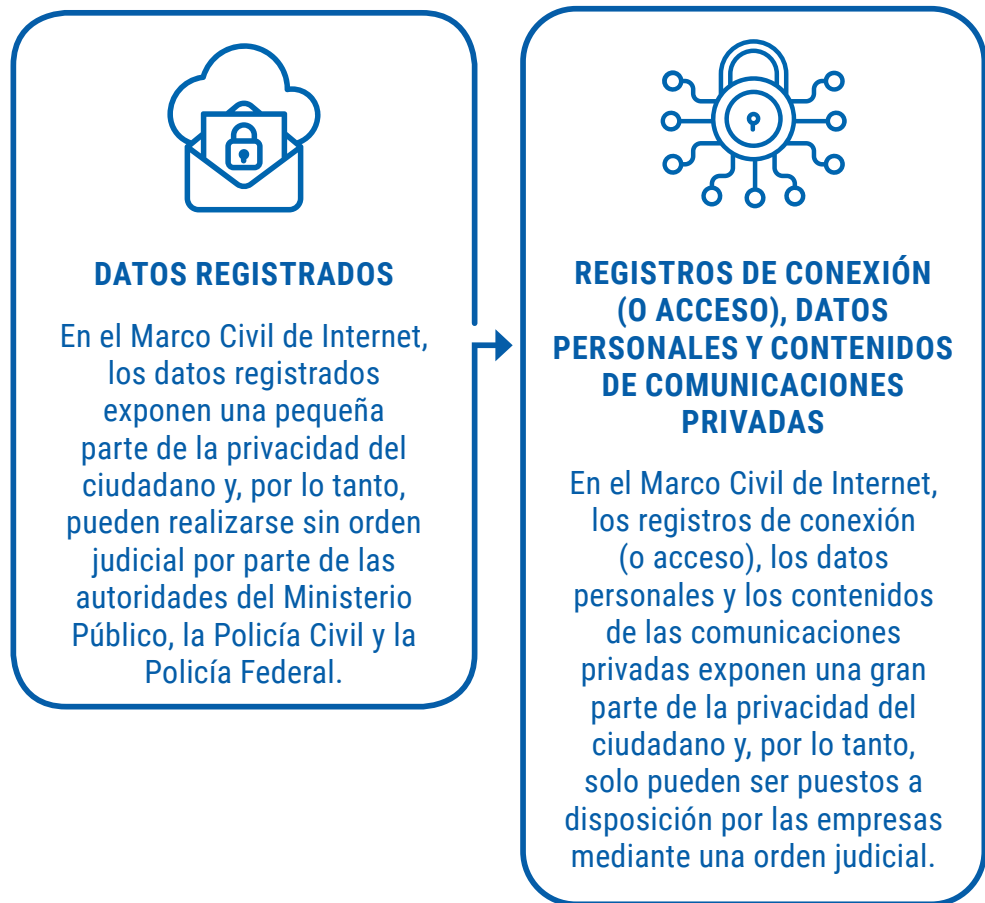 DATOS REGISTRADOS
En el Marco Civil de Internet,
los datos registrados
exponen una pequeña
parte de la privacidad del
ciudadano y, por lo tanto,
pueden realizarse sin orden
judicial por parte de las
autoridades del Ministerio
Público, la Policía Civil y la
Policía Federal.
REGISTROS DE CONEXIÓN
(O ACCESO), DATOS
PERSONALES Y CONTENIDOS
DE COMUNICACIONES
PRIVADAS
En el Marco Civil de Internet,
los registros de conexión
(o acceso), los datos
personales y los contenidos
de las comunicaciones
privadas exponen una gran
parte de la privacidad del
ciudadano y, por lo tanto,
solo pueden ser puestos a
disposición por las empresas
mediante una orden judicial.